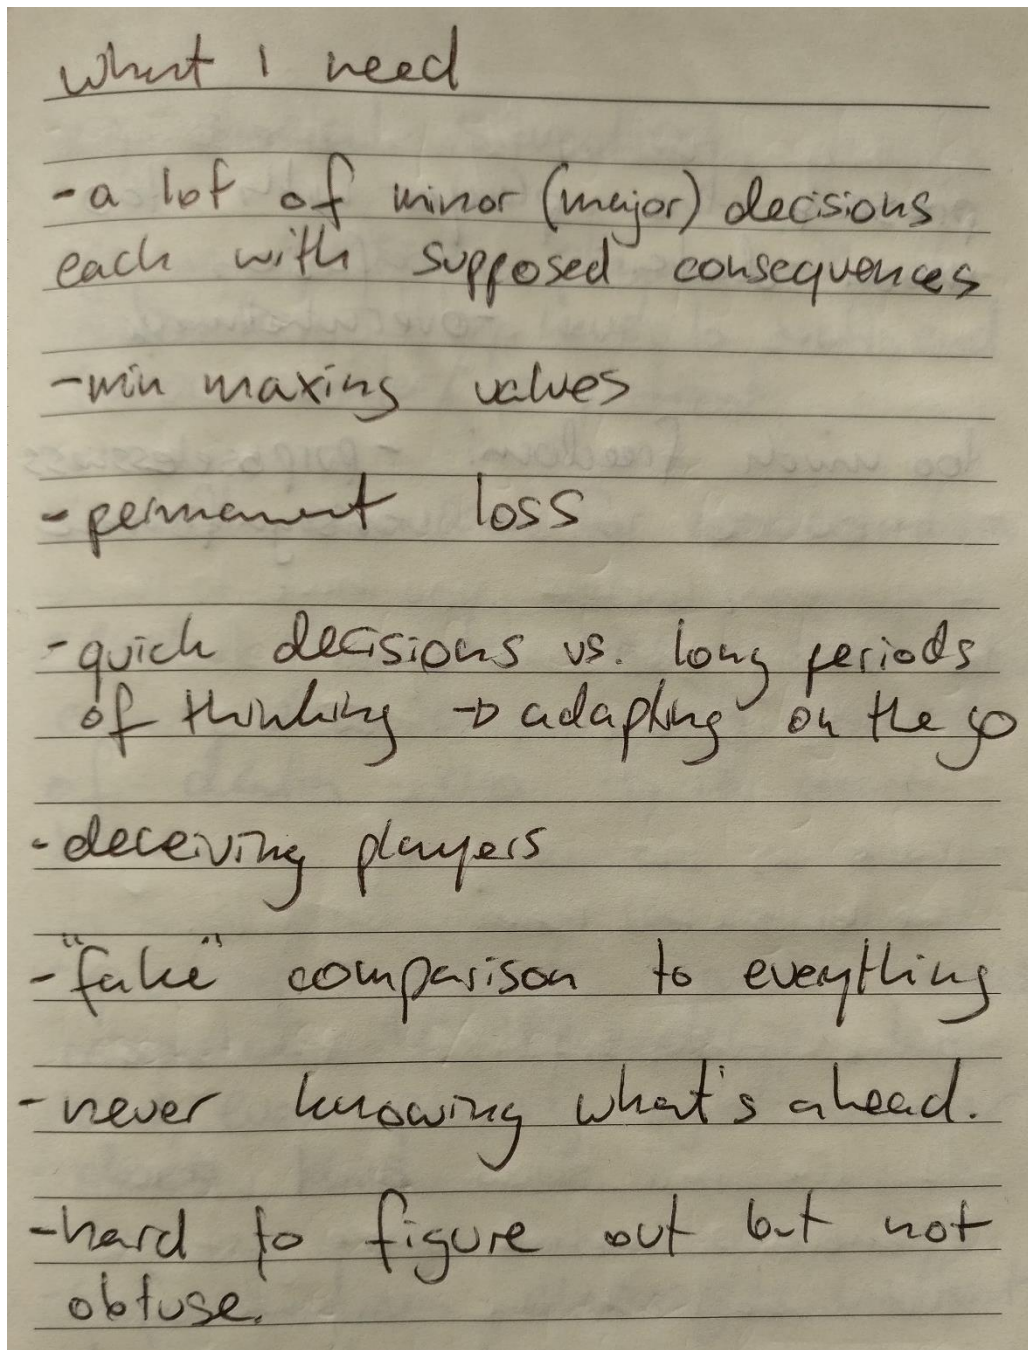 what I need
-a lot of minor (major) decisions
each with supposed consequences
-min maxing values
-permanent loss
-quick decisions vs. long periods
of thinking → adapting on the go
-deceiving players
-"fake" comparison to everything
-never knowing what's ahead.
-hard to figure out but not
obtuse.